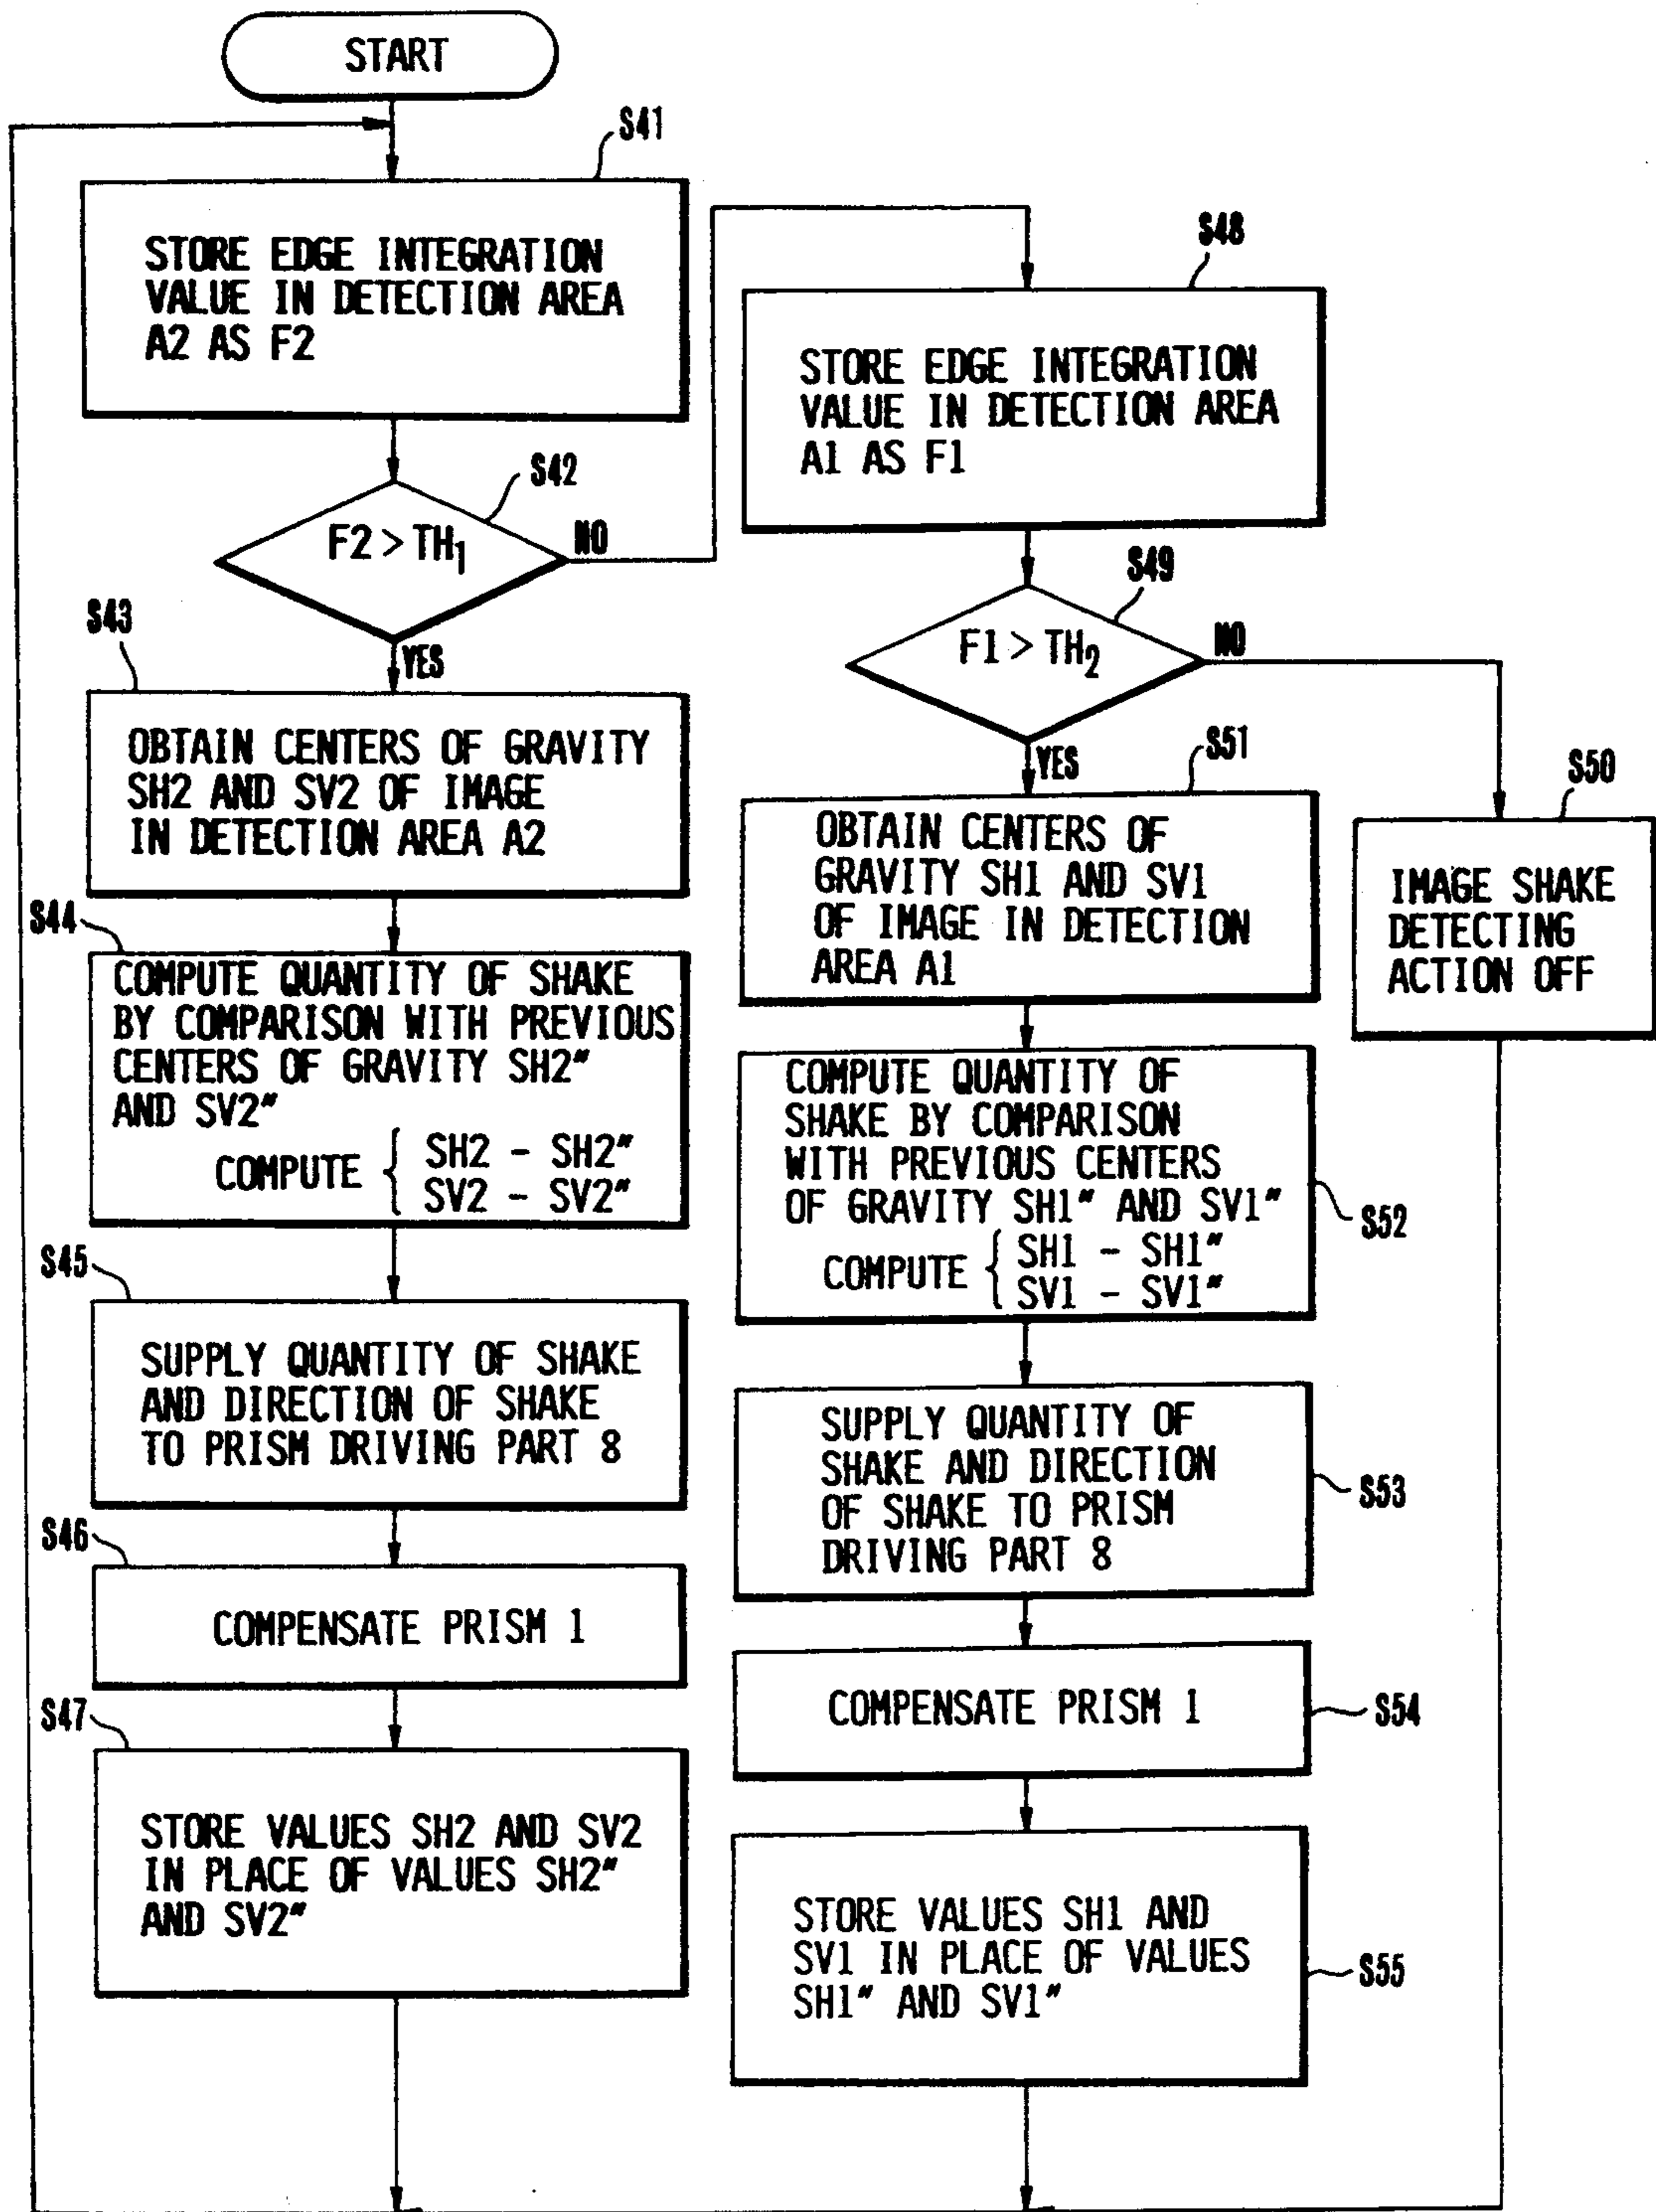 START
S41
STORE EDGE INTEGRATION
VALUE IN DETECTION AREA
A2 AS F2
S42
F2 > TH1
NO
YES
S43
OBTAIN CENTERS OF GRAVITY
SH2 AND SV2 OF IMAGE
IN DETECTION AREA A2
S44
COMPUTE QUANTITY OF SHAKE
BY COMPARISON WITH PREVIOUS
CENTERS OF GRAVITY SH2″
AND SV2″
COMPUTE { SH2 - SH2″
SV2 - SV2″
S45
SUPPLY QUANTITY OF SHAKE
AND DIRECTION OF SHAKE
TO PRISM DRIVING PART 8
S46
COMPENSATE PRISM 1
S47
STORE VALUES SH2 AND SV2
IN PLACE OF VALUES SH2″
AND SV2″
S48
STORE EDGE INTEGRATION
VALUE IN DETECTION AREA
A1 AS F1
S49
F1 > TH2
NO
YES
S51
OBTAIN CENTERS OF
GRAVITY SH1 AND SV1
OF IMAGE IN DETECTION
AREA A1
S50
IMAGE SHAKE
DETECTING
ACTION OFF
COMPUTE QUANTITY OF
SHAKE BY COMPARISON
WITH PREVIOUS CENTERS
OF GRAVITY SH1″ AND SV1″
COMPUTE { SH1 - SH1″
SV1 - SV1″
S52
SUPPLY QUANTITY OF
SHAKE AND DIRECTION
OF SHAKE TO PRISM
DRIVING PART 8
S53
COMPENSATE PRISM 1
S54
STORE VALUES SH1 AND
SV1 IN PLACE OF VALUES
SH1″ AND SV1″
S55